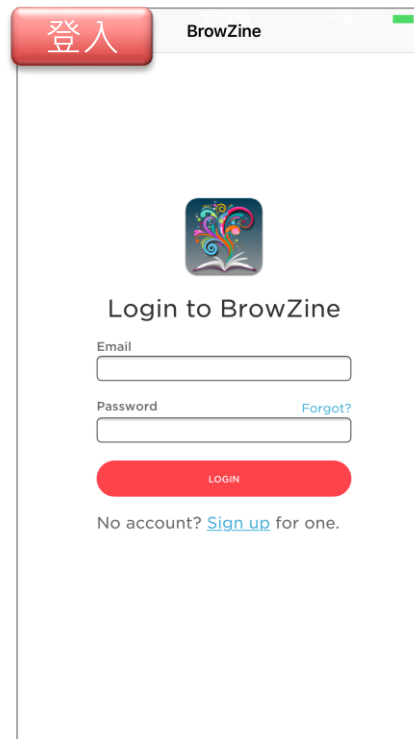 登入
BrowZine
Login to BrowZine
Email
Password Forgot?
LOGIN
No account? Sign up for one.